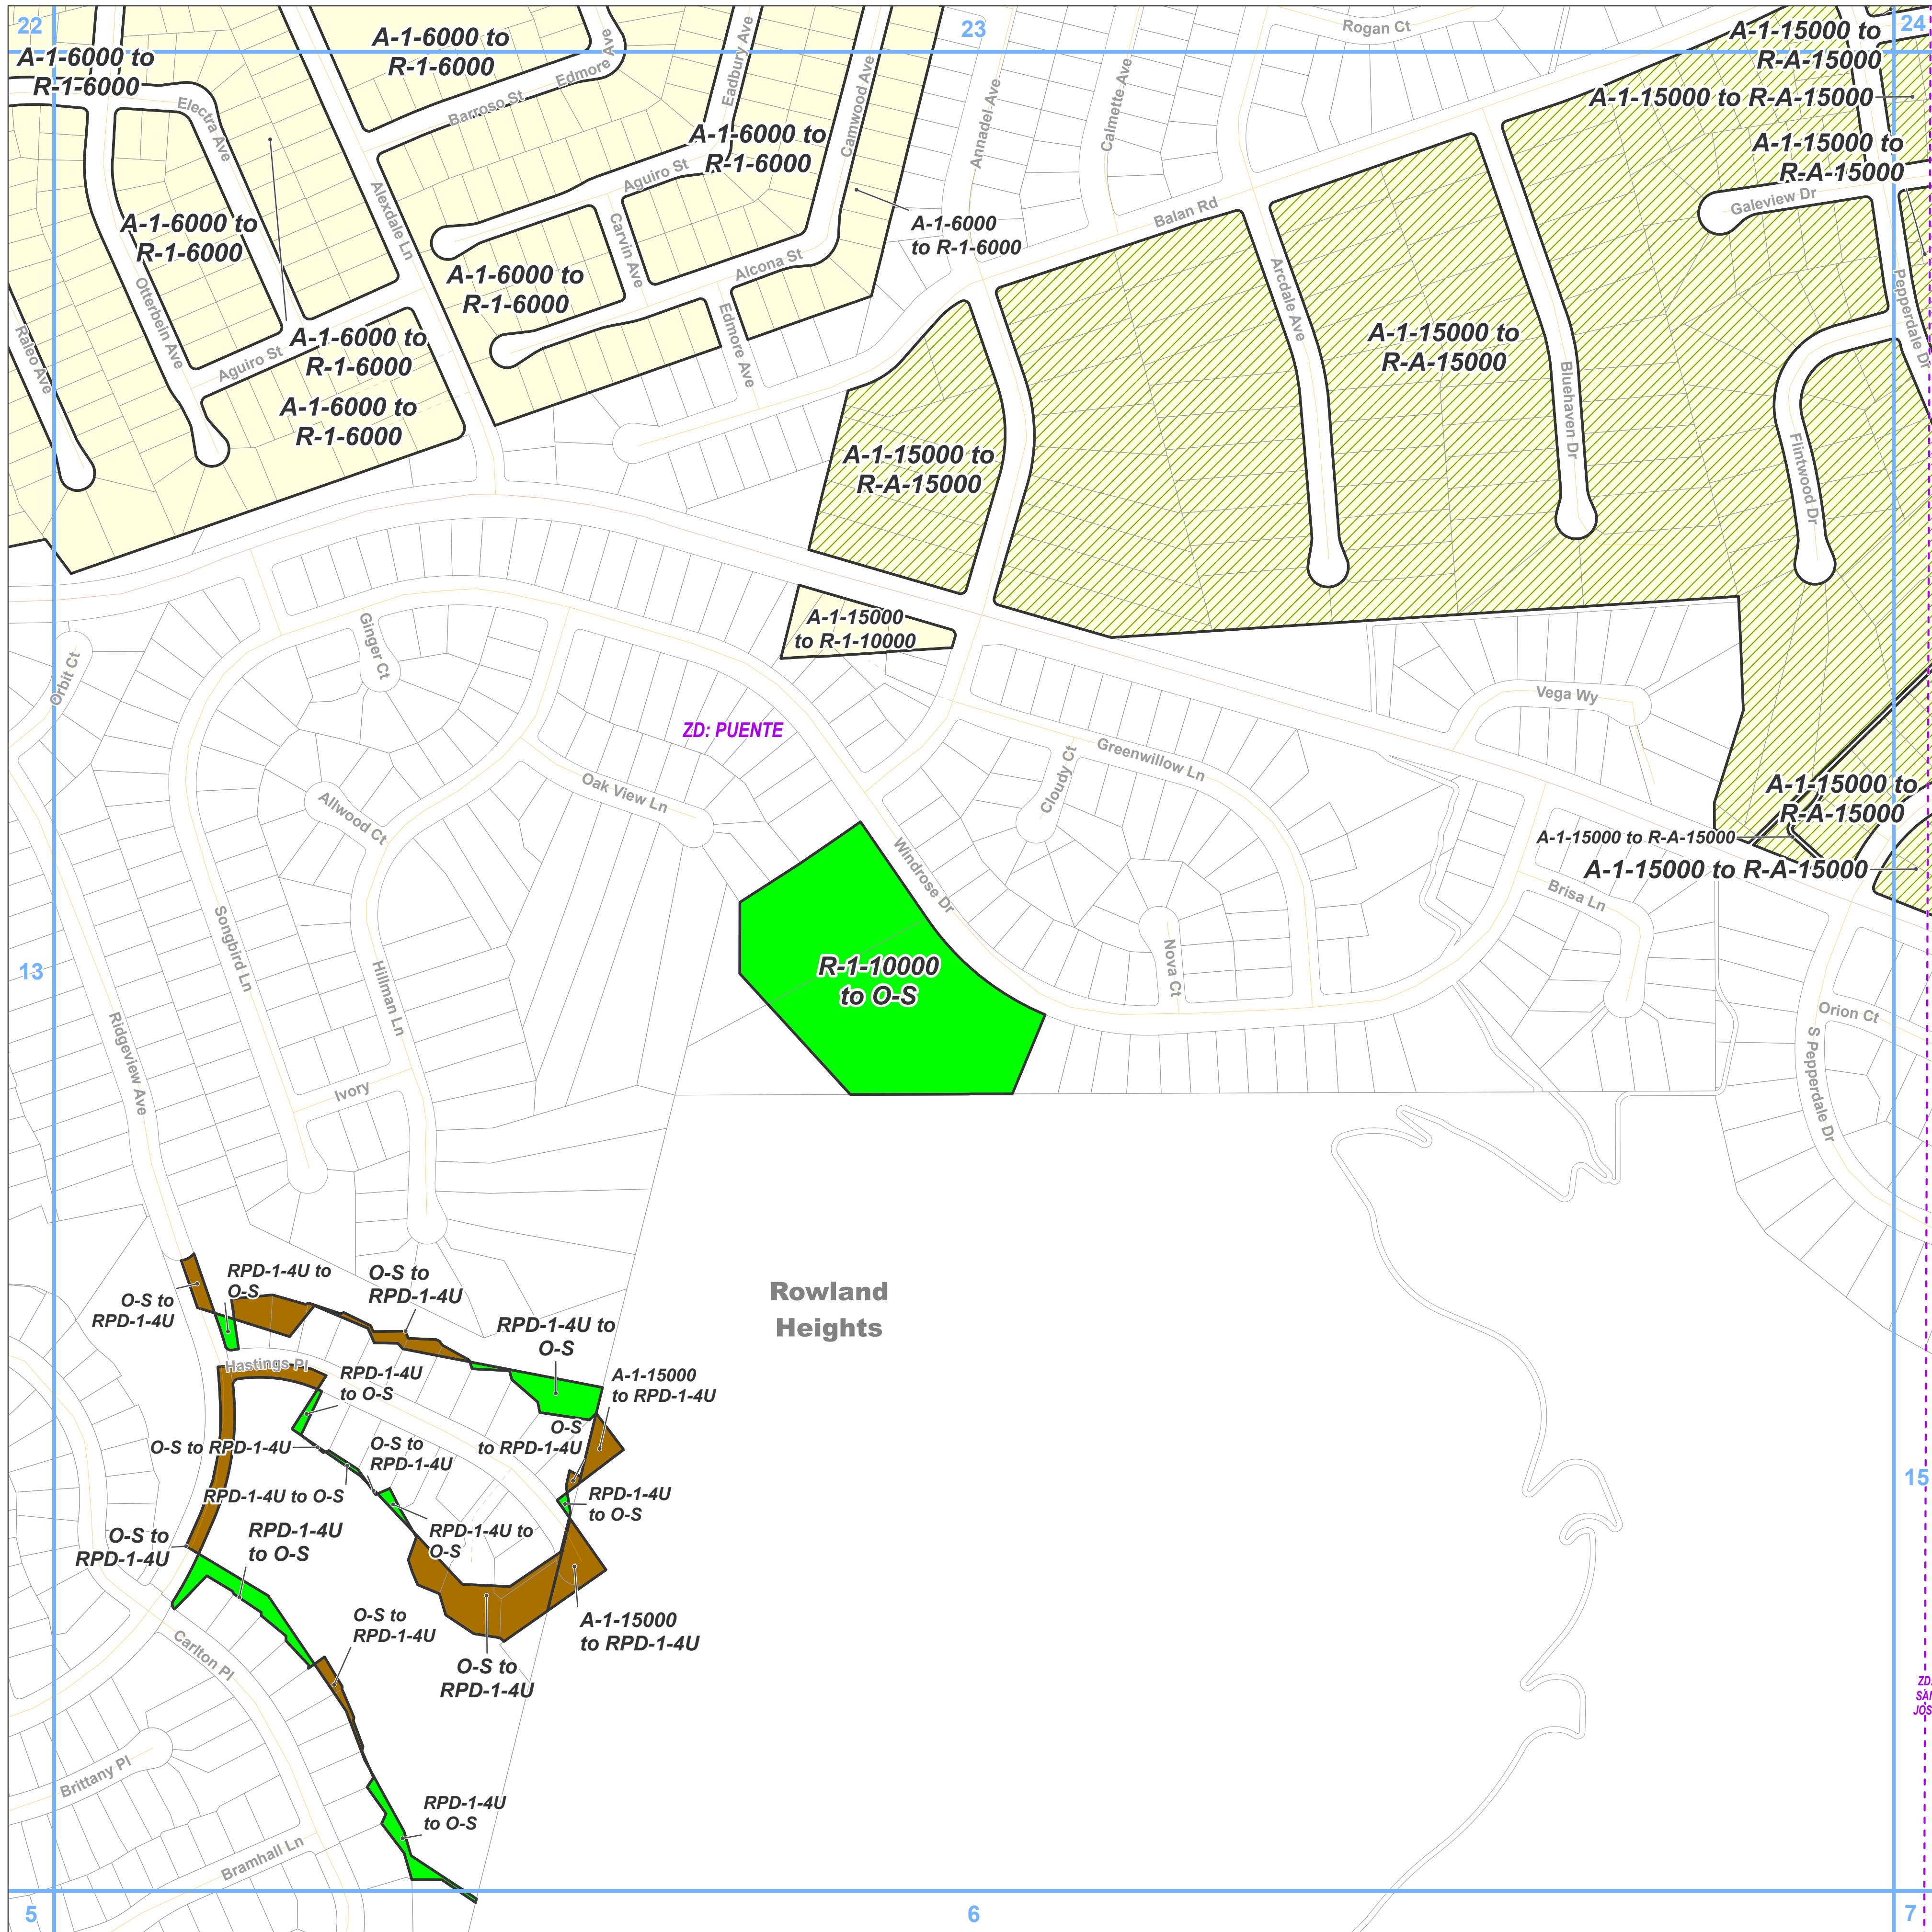 22
23
24
A-1-6000 to
R-1-6000
A-1-6000 to
R-1-6000
Edmore Ave
Barroso St
Electra Ave
Eadbury Ave
Camwood Ave
Annadel Ave
Calmette Ave
Rogan Ct
A-1-15000 to
R-A-15000
A-1-15000 to R-A-15000
A-1-15000 to
R-A-15000
Galeview Dr
A-1-6000 to
R-1-6000
Aguiro St
Alexdale Ln
A-1-6000 to
R-1-6000
Otterbein Ave
Carvin Ave
A-1-6000
to R-1-6000
Balan Rd
Alcona St
A-1-6000 to
R-1-6000
Arcdale Ave
Pepperdale Dr
Raleo Ave
Aguiro St
A-1-6000 to
R-1-6000
Edmore Ave
A-1-15000 to
R-A-15000
Bluehaven Dr
A-1-6000 to
R-1-6000
A-1-15000 to
R-A-15000
Flintwood Dr
A-1-15000
to R-1-10000
Ginger Ct
Orbit Ct
Vega Wy
ZD: PUENTE
Greenwillow Ln
Cloudy Ct
Oak View Ln
Allwood Ct
A-1-15000 to
R-A-15000
A-1-15000 to R-A-15000
A-1-15000 to R-A-15000
Windrose Dr
Brisa Ln
13
Songbird Ln
Hillman Ln
R-1-10000
to O-S
Nova Ct
Orion Ct
S Pepperdale Dr
Ridgeview Ave
Ivory
RPD-1-4U to
O-S
O-S to
RPD-1-4U
O-S to
RPD-1-4U
Rowland
Heights
RPD-1-4U to
O-S
Hastings Pl
RPD-1-4U
to O-S
A-1-15000
to RPD-1-4U
O-S
to RPD-1-4U
O-S to RPD-1-4U
O-S to
RPD-1-4U
15
RPD-1-4U to O-S
RPD-1-4U
to O-S
O-S to
RPD-1-4U
RPD-1-4U
to O-S
RPD-1-4U to
O-S
O-S to
RPD-1-4U
A-1-15000
to RPD-1-4U
Carlton Pl
O-S to
RPD-1-4U
Brittany Pl
RPD-1-4U
to O-S
Bramhall Ln
5
6
7